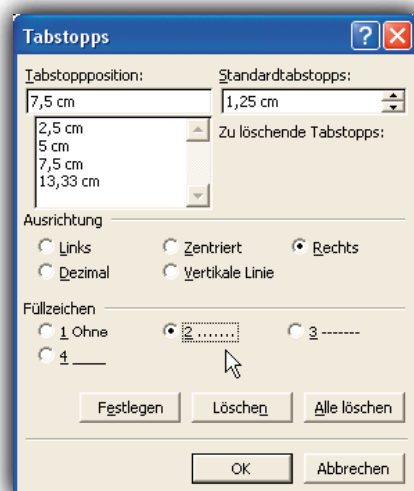 Tabstopps
Tabstoppposition: Standardtabstopps:
7,5 cm 1,25 cm
2,5 cm Zu löschende Tabstopps:
5 cm
7,5 cm
13,33 cm
Ausrichtung
Links Zentriert Rechts
Dezimal Vertikale Linie
Füllzeichen
1 Ohne 2 ....... 3 -------
4 ____
Festlegen Löschen Alle löschen
OK Abbrechen